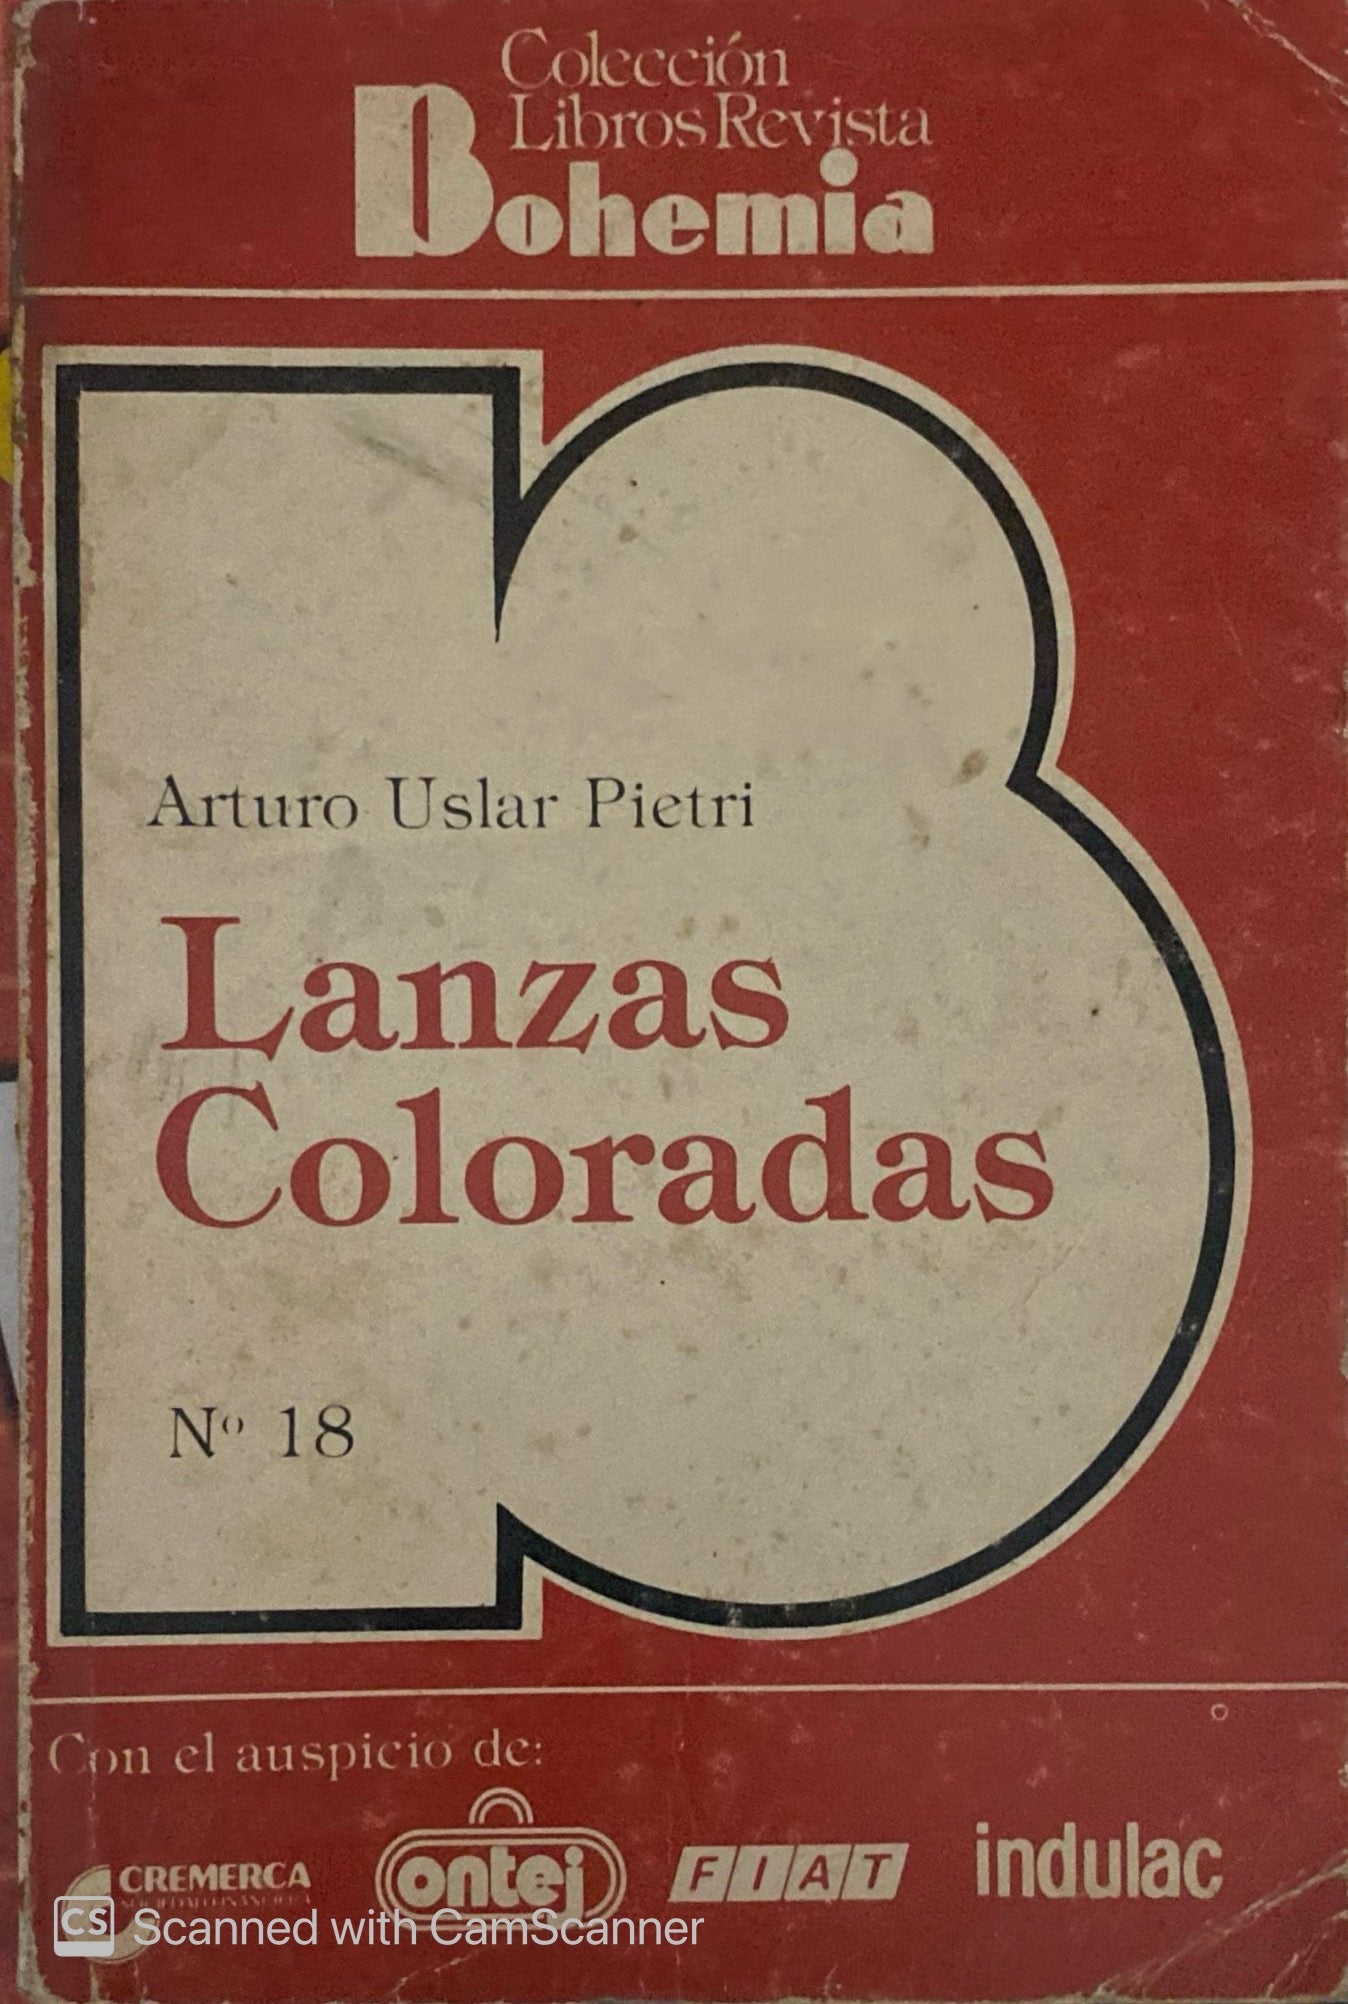 Colección
Libros Revista
Bohemia
Arturo Uslar Pietri
Lanzas
Coloradas
Nº 18
Con el auspicio de:
CREMERCA
ontej
FIAT
indulac
CS Scanned with CamScanner